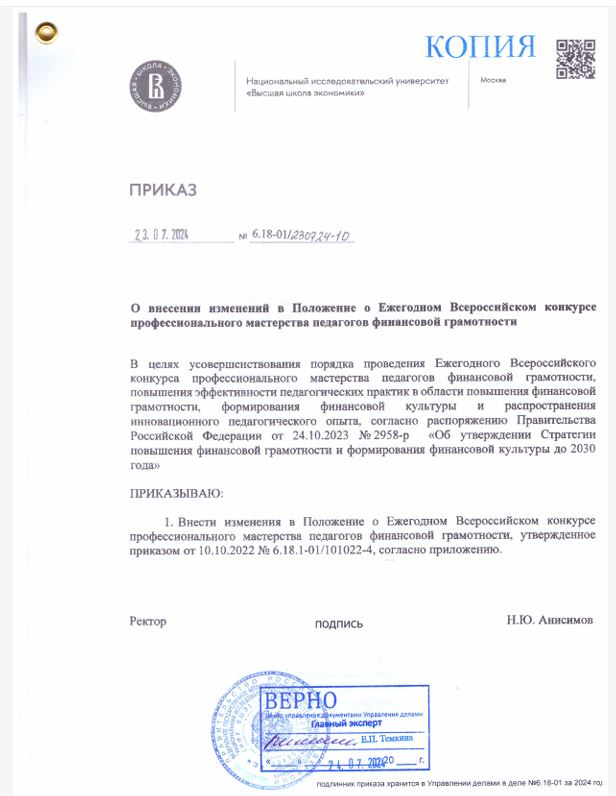 КОПИЯ
ВЫСШАЯ ШКОЛА ЭКОНОМИКИ
Национальный исследовательский университет
«Высшая школа экономики»
Москва
ПРИКАЗ
23.07.2024 № 6.18-01/230724-10
О внесении изменений в Положение о Ежегодном Всероссийском конкурсе
профессионального мастерства педагогов финансовой грамотности
В целях усовершенствования порядка проведения Ежегодного Всероссийского
конкурса профессионального мастерства педагогов финансовой грамотности,
повышения эффективности педагогических практик в области повышения финансовой
грамотности, формирования финансовой культуры и распространения
инновационного педагогического опыта, согласно распоряжению Правительства
Российской Федерации от 24.10.2023 №2958-р «Об утверждении Стратегии
повышения финансовой грамотности и формирования финансовой культуры до 2030
года»
ПРИКАЗЫВАЮ:
1. Внести изменения в Положение о Ежегодном Всероссийском конкурсе
профессионального мастерства педагогов финансовой грамотности, утвержденное
приказом от 10.10.2022 № 6.18.1-01/101022-4, согласно приложению.
Ректор подпись Н.Ю. Анисимов
ВЕРНО
Центр управления документами Управления делами
Главный эксперт
Е.П. Темкина
24.07.2024 20 г.
подлинник приказа хранится в Управлении делами в деле №6.18-01 за 2024 год